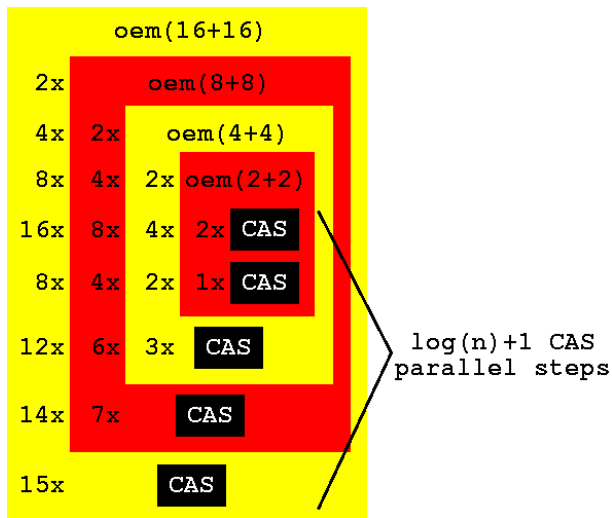 oem(16+16)
2x oem(8+8)
4x 2x oem(4+4)
8x 4x 2x oem(2+2)
16x 8x 4x 2x CAS
8x 4x 2x 1x CAS
12x 6x 3x CAS
log(n)+1 CAS
parallel steps
14x 7x CAS
15x CAS